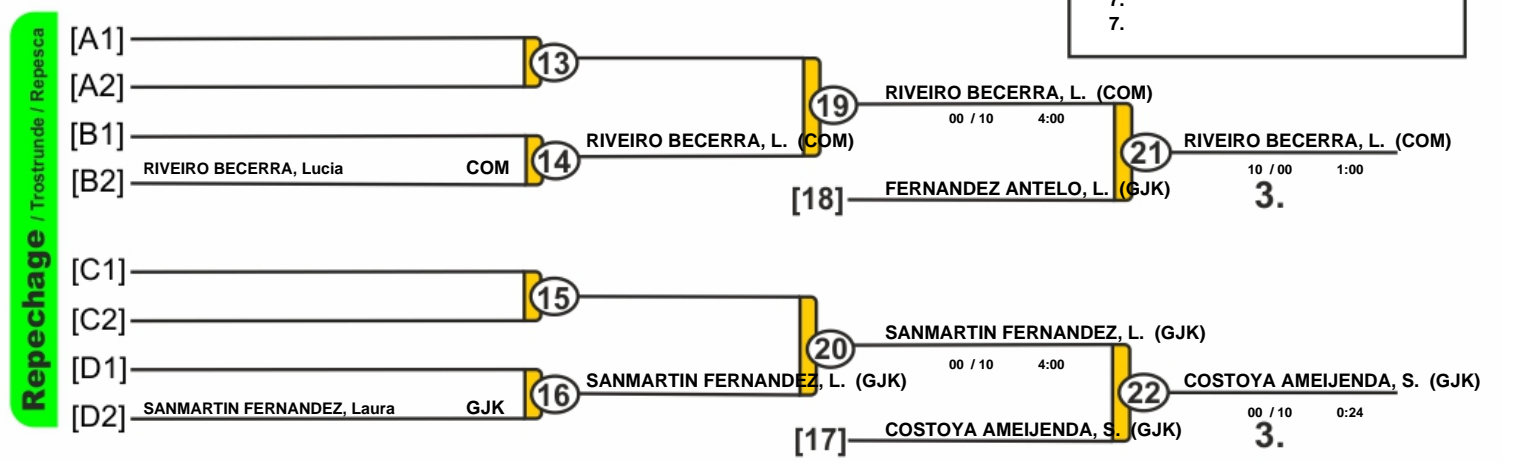 7.
7.
Repechage / Trostrunde / Repesca
[A1]
[A2]
13
[B1]
[B2] RIVEIRO BECERRA, Lucia COM
14
RIVEIRO BECERRA, L. (COM)
19
RIVEIRO BECERRA, L. (COM)
00 / 10 4:00
[18] FERNANDEZ ANTELO, L. (GJK)
21
RIVEIRO BECERRA, L. (COM)
10 / 00 1:00
3.
[C1]
[C2]
15
[D1]
[D2] SANMARTIN FERNANDEZ, Laura GJK
16
SANMARTIN FERNANDEZ, L. (GJK)
20
SANMARTIN FERNANDEZ, L. (GJK)
00 / 10 4:00
[17] COSTOYA AMEIJENDA, S. (GJK)
22
COSTOYA AMEIJENDA, S. (GJK)
00 / 10 0:24
3.